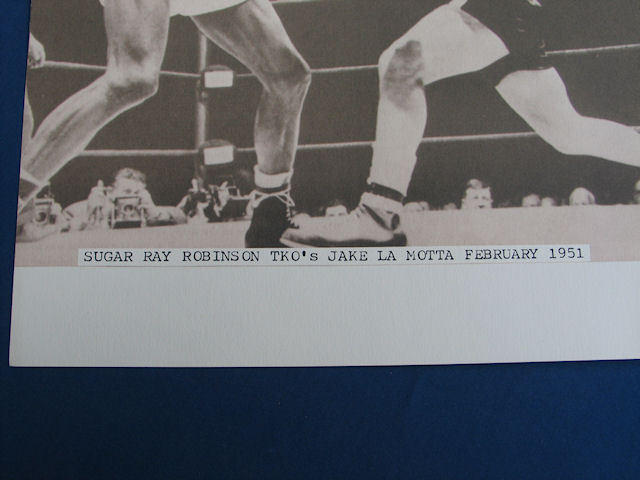 SUGAR RAY ROBINSON TKO's JAKE LA MOTTA FEBRUARY 1951